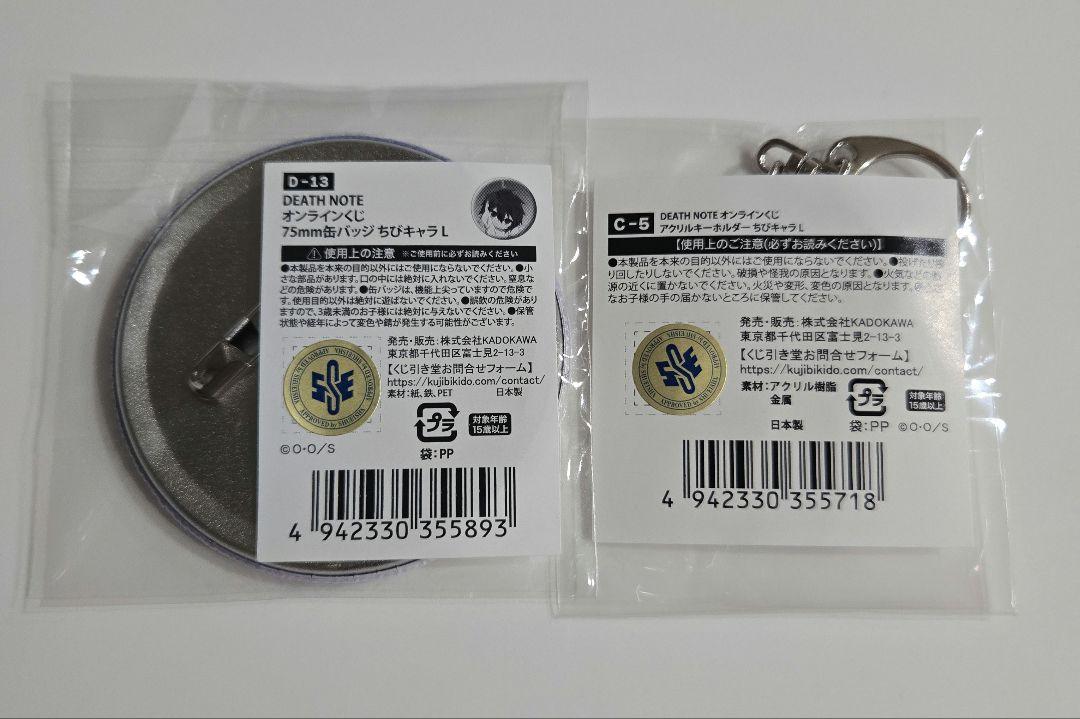 D-13
DEATH NOTE
オンラインくじ
75mm缶バッジ ちびキャラ L
使用上の注意 ※ご使用前に必ずお読みください
●本製品を本来の目的以外にはご使用にならないでください。●小
さな部品があります。口の中には絶対に入れないでください。窒息な
どの危険があります。●缶バッジは、機能上尖っていますので危険で
す。使用目的以外は絶対に遊ばないでください。●誤飲の危険があり
ますので、3歳未満のお子様には絶対に与えないでください。●保管
状態や経年によって変色や錆が発生する可能性がございます。
発売・販売：株式会社KADOKAWA
東京都千代田区富士見2-13-3
【くじ引き堂お問合せフォーム】
https://kujibikido.com/contact/
素材：紙、鉄、PET 日本製
APPROVED by SHUEISHA
プラ
対象年齢
15歳以上
袋：PP
©O・O/S
4 942330 355893
C-5
DEATH NOTE オンラインくじ
アクリルキーホルダー ちびキャラ L
【使用上のご注意(必ずお読みください)】
●本製品を本来の目的以外にはご使用にならないでください。●投げたり
回したりしないでください。破損や怪我の原因となります。●火気など
源の近くに置かないでください。火災や変形、変色の原因となります。
なお子様の手の届かないところに保管してください。
発売・販売：株式会社KADOKAWA
東京都千代田区富士見2-13-3
【くじ引き堂お問合せフォーム】
https://kujibikido.com/contact/
素材：アクリル樹脂
金属
日本製
APPROVED by SHUEISHA
プラ
対象年齢
15歳以上
袋：PP ©O・O/S
4 942330 355718